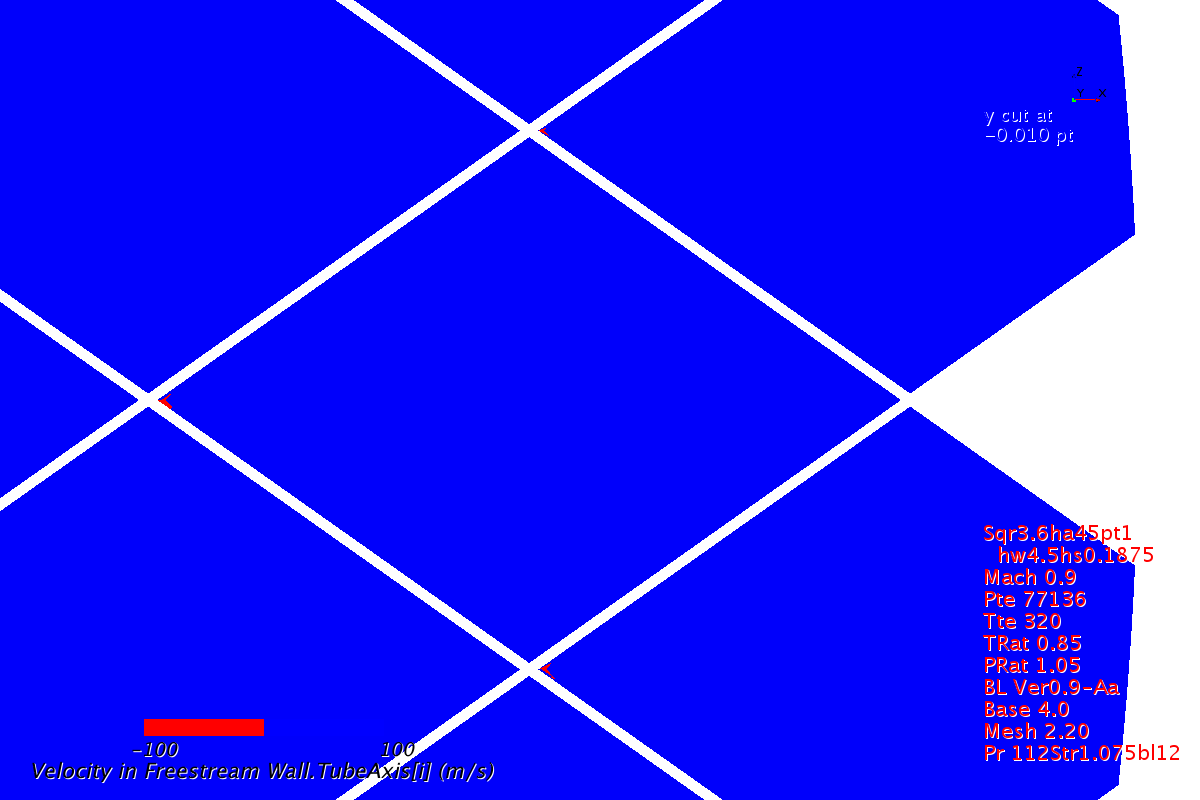 Z
Y X
y cut at
-0.010 pt
Sqr3.6ha45pt1
hw4.5hs0.1875
Mach 0.9
Pte 77136
Tte 320
TRat 0.85
PRat 1.05
BL Ver0.9-Aa
Base 4.0
Mesh 2.20
Pr 112Str1.075bl12
-100 100
Velocity in Freestream Wall.TubeAxis[i] (m/s)